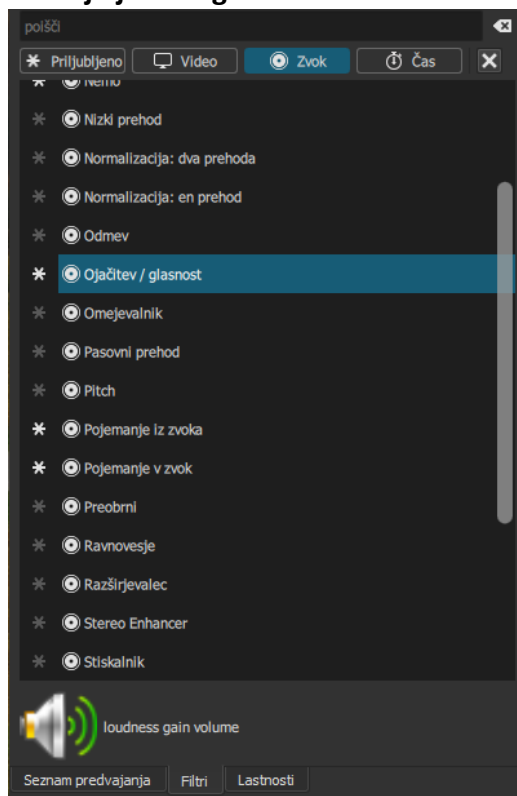 poišči
Priljubljeno Video Zvok Čas
Nemo
Nizki prehod
Normalizacija: dva prehoda
Normalizacija: en prehod
Odmev
Ojačitev / glasnost
Omejevalnik
Pasovni prehod
Pitch
Pojemanje iz zvoka
Pojemanje v zvok
Preobrni
Ravnovesje
Razširjevalec
Stereo Enhancer
Stiskalnik
loudness gain volume
Seznam predvajanja Filtri Lastnosti